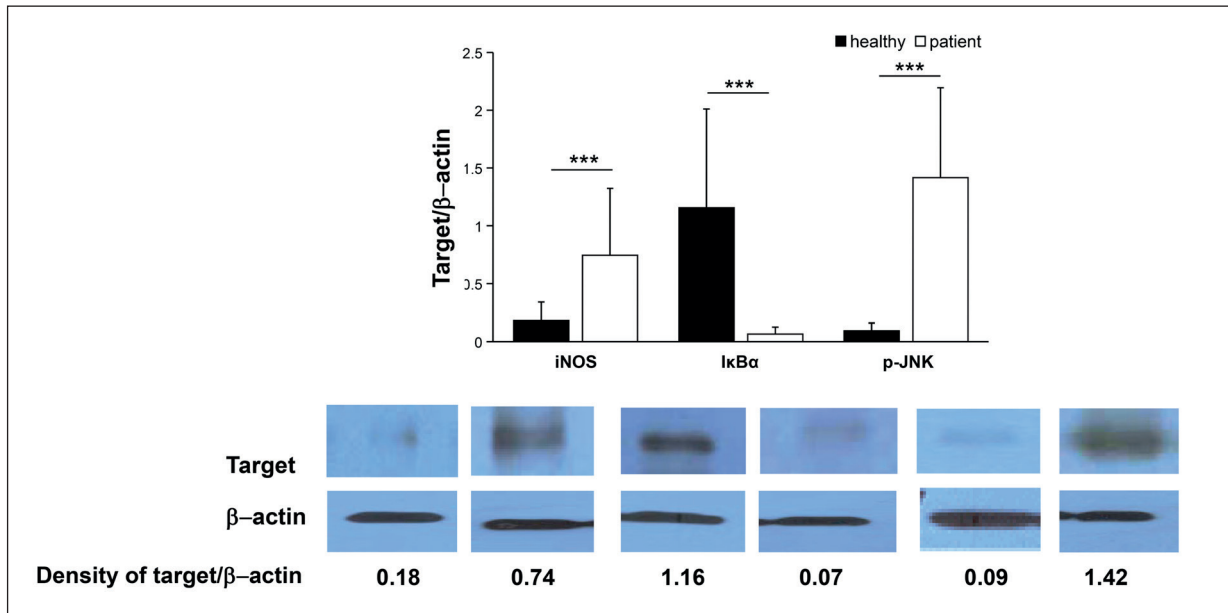 ■ healthy □ patient
Target/β–actin
2.5
2
1.5
1
0.5
0
***
***
***
iNOS IκBα p-JNK
Target
β–actin
Density of target/β–actin 0.18 0.74 1.16 0.07 0.09 1.42